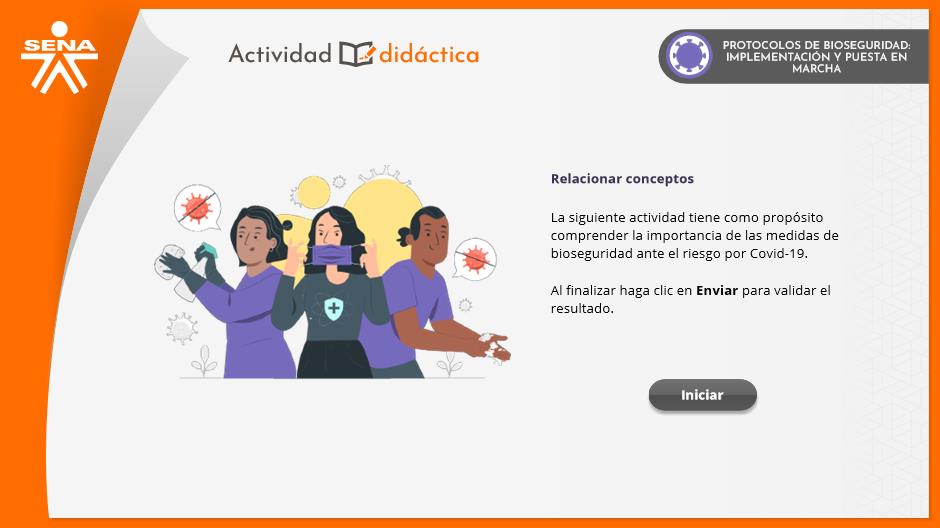 SENA
Actividad didáctica
PROTOCOLOS DE BIOSEGURIDAD:
IMPLEMENTACIÓN Y PUESTA EN
MARCHA
Relacionar conceptos
La siguiente actividad tiene como propósito
comprender la importancia de las medidas de
bioseguridad ante el riesgo por Covid-19.
Al finalizar haga clic en Enviar para validar el
resultado.
Iniciar